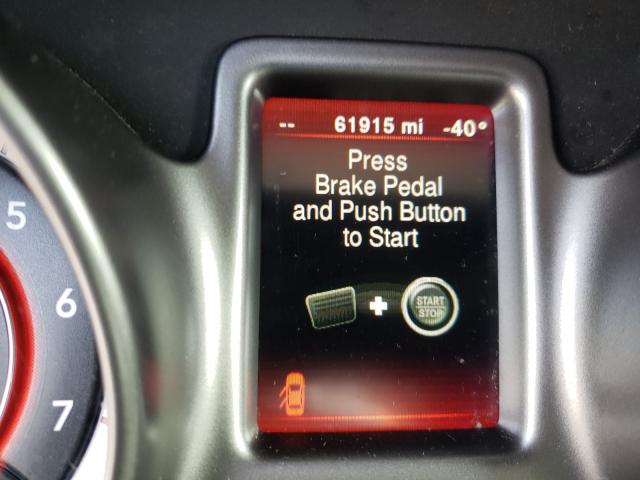 -- 61915 mi -40°
Press
Brake Pedal
and Push Button
to Start
START
STOP
5
6
7